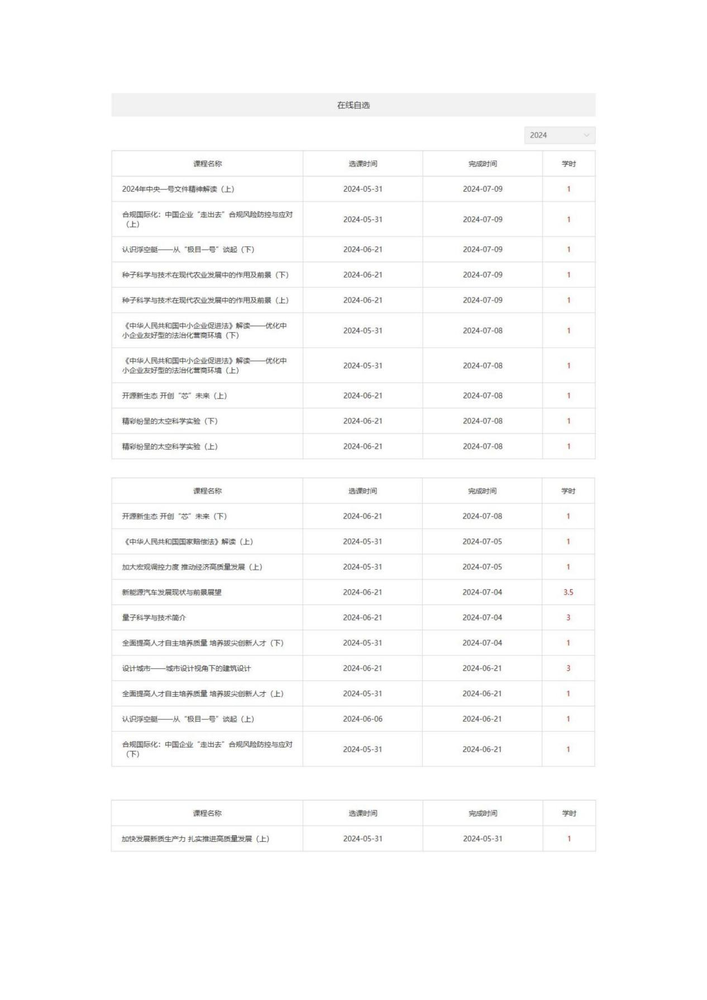 在线自选
2024
课程名称 选课时间 完成时间 学时
2024年中央一号文件精神解读（上） 2024-05-31 2024-07-09 1
合规国际化：中国企业“走出去”合规风险防控与应对
（上） 2024-05-31 2024-07-09 1
认识浮空艇——从“极目一号”谈起（下） 2024-06-21 2024-07-09 1
种子科学与技术在现代农业发展中的作用及前景（下） 2024-06-21 2024-07-09 1
种子科学与技术在现代农业发展中的作用及前景（上） 2024-06-21 2024-07-09 1
《中华人民共和国中小企业促进法》解读——优化中
小企业友好型的法治化营商环境（下） 2024-05-31 2024-07-08 1
《中华人民共和国中小企业促进法》解读——优化中
小企业友好型的法治化营商环境（上） 2024-05-31 2024-07-08 1
开源新生态 开创“芯”未来（上） 2024-06-21 2024-07-08 1
精彩纷呈的太空科学实验（下） 2024-06-21 2024-07-08 1
精彩纷呈的太空科学实验（上） 2024-06-21 2024-07-08 1
课程名称 选课时间 完成时间 学时
开源新生态 开创“芯”未来（下） 2024-06-21 2024-07-08 1
《中华人民共和国国家赔偿法》解读（上） 2024-05-31 2024-07-05 1
加大宏观调控力度 推动经济高质量发展（上） 2024-05-31 2024-07-05 1
新能源汽车发展现状与前景展望 2024-06-21 2024-07-04 3.5
量子科学与技术简介 2024-06-21 2024-07-04 3
全面提高人才自主培养质量 培养拔尖创新人才（下） 2024-05-31 2024-07-04 1
设计城市——城市设计视角下的建筑设计 2024-06-21 2024-06-21 3
全面提高人才自主培养质量 培养拔尖创新人才（上） 2024-05-31 2024-06-21 1
认识浮空艇——从“极目一号”谈起（上） 2024-06-06 2024-06-21 1
合规国际化：中国企业“走出去”合规风险防控与应对
（下） 2024-05-31 2024-06-21 1
课程名称 选课时间 完成时间 学时
加快发展新质生产力 扎实推进高质量发展（上） 2024-05-31 2024-05-31 1